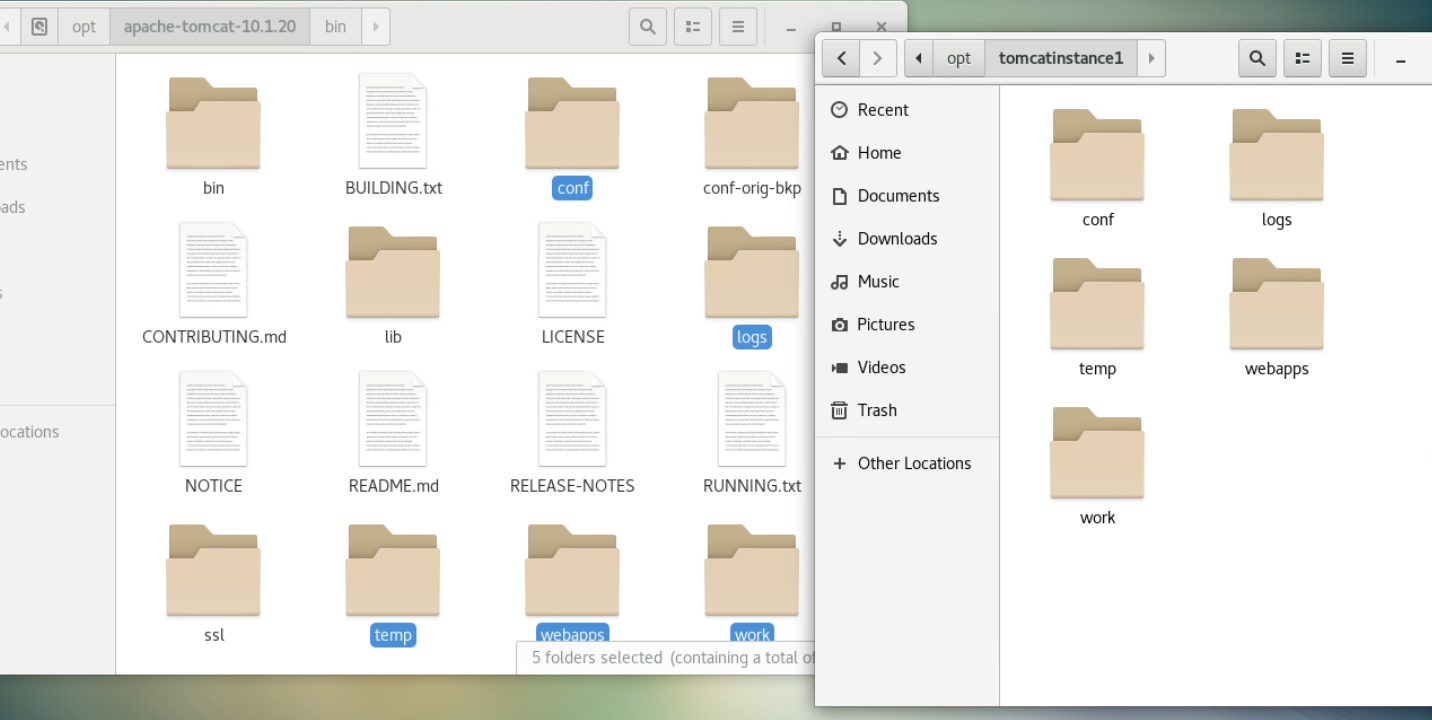 opt apache-tomcat-10.1.20 bin
ents
oads
ocations
bin BUILDING.txt conf conf-orig-bkp
CONTRIBUTING.md lib LICENSE logs
NOTICE README.md RELEASE-NOTES RUNNING.txt
ssl temp webapps work
5 folders selected (containing a total of
opt tomcatinstance1
Recent
Home
Documents
Downloads
Music
Pictures
Videos
Trash
+ Other Locations
conf logs
temp webapps
work